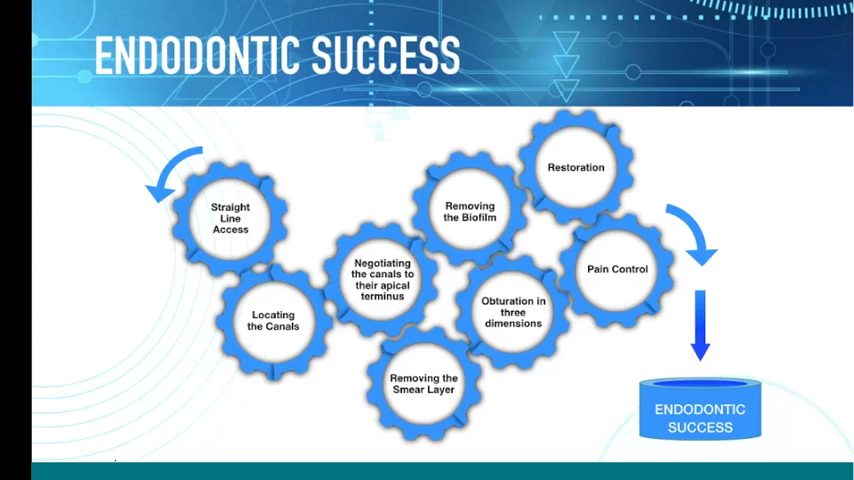 ENDODONTIC SUCCESS
Straight
Line
Access
Locating
the Canals
Negotiating
the canals to
their apical
terminus
Removing the
Smear Layer
Removing
the Biofilm
Obturation in
three
dimensions
Restoration
Pain Control
ENDODONTIC
SUCCESS